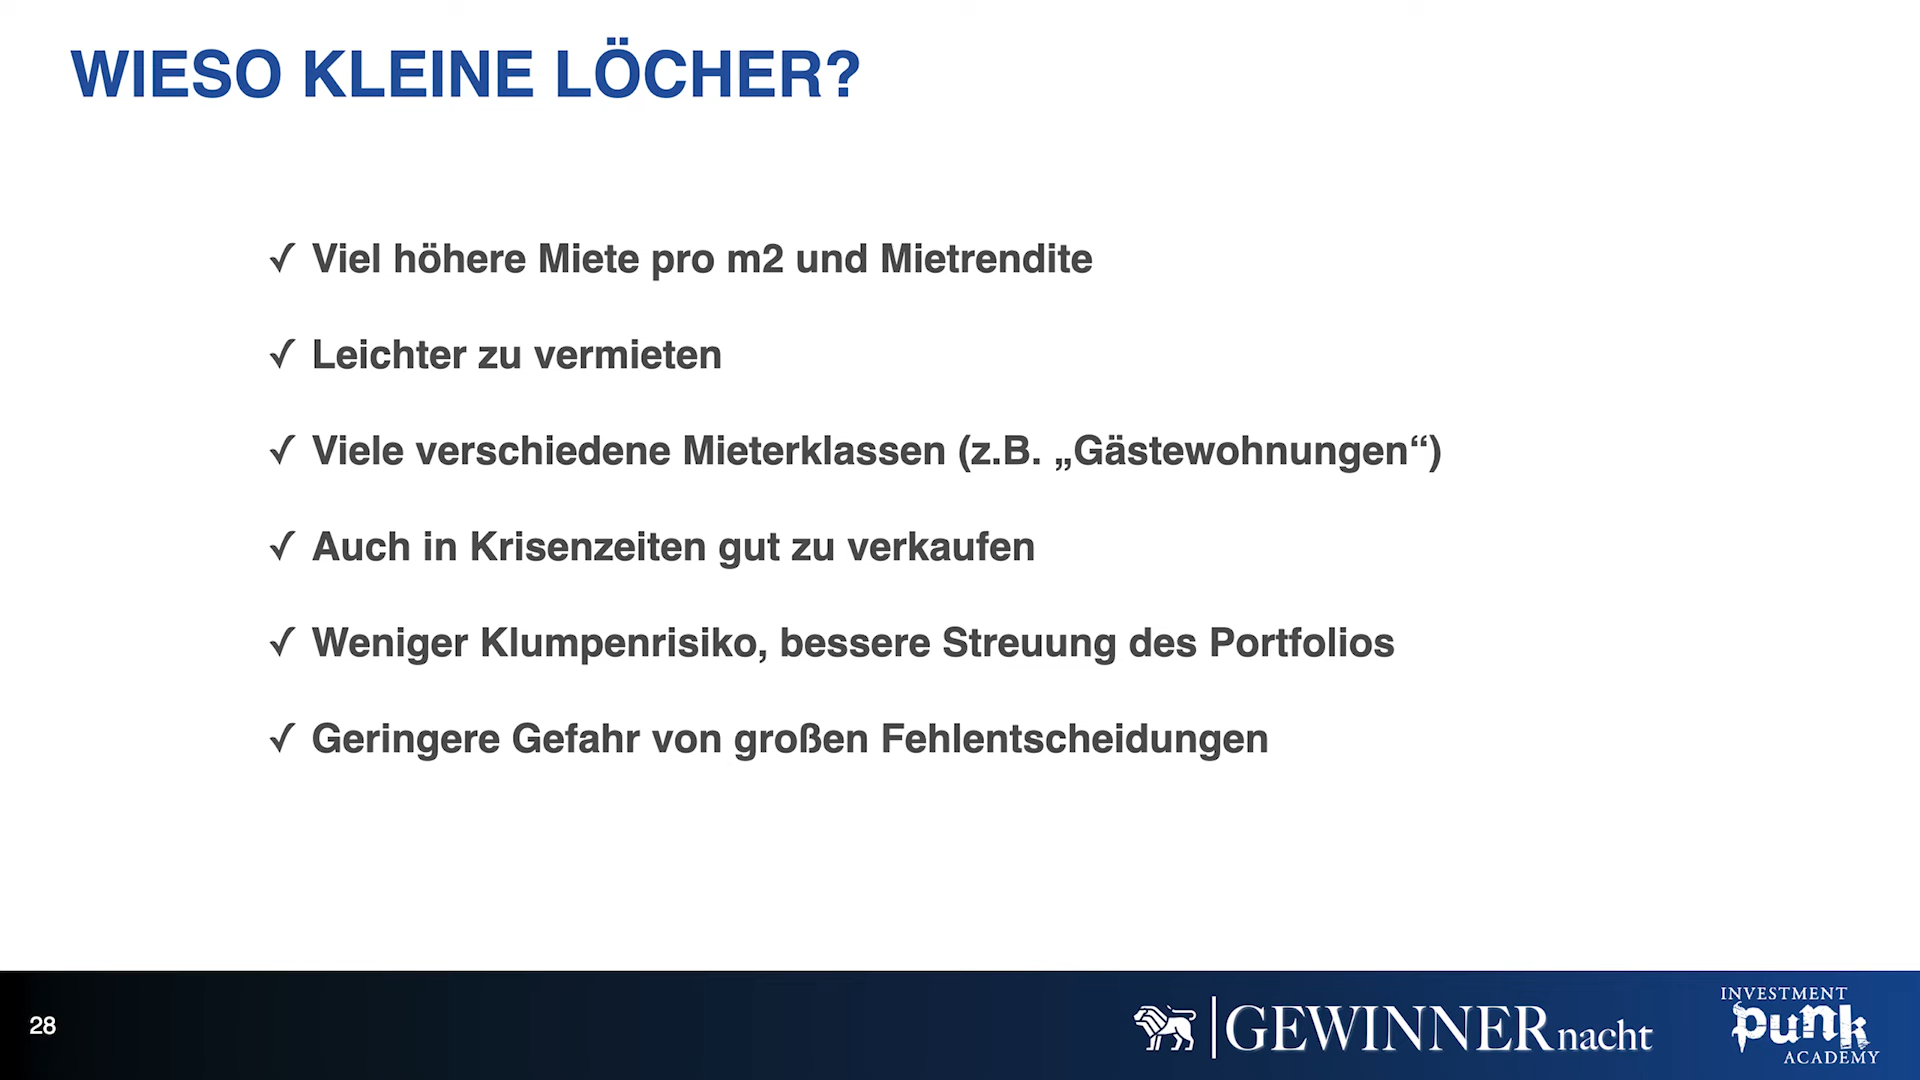 WIESO KLEINE LÖCHER?
✓ Viel höhere Miete pro m2 und Mietrendite
✓ Leichter zu vermieten
✓ Viele verschiedene Mieterklassen (z.B. „Gästewohnungen“)
✓ Auch in Krisenzeiten gut zu verkaufen
✓ Weniger Klumpenrisiko, bessere Streuung des Portfolios
✓ Geringere Gefahr von großen Fehlentscheidungen
28
GEWINNERnacht
INVESTMENT
punk
ACADEMY